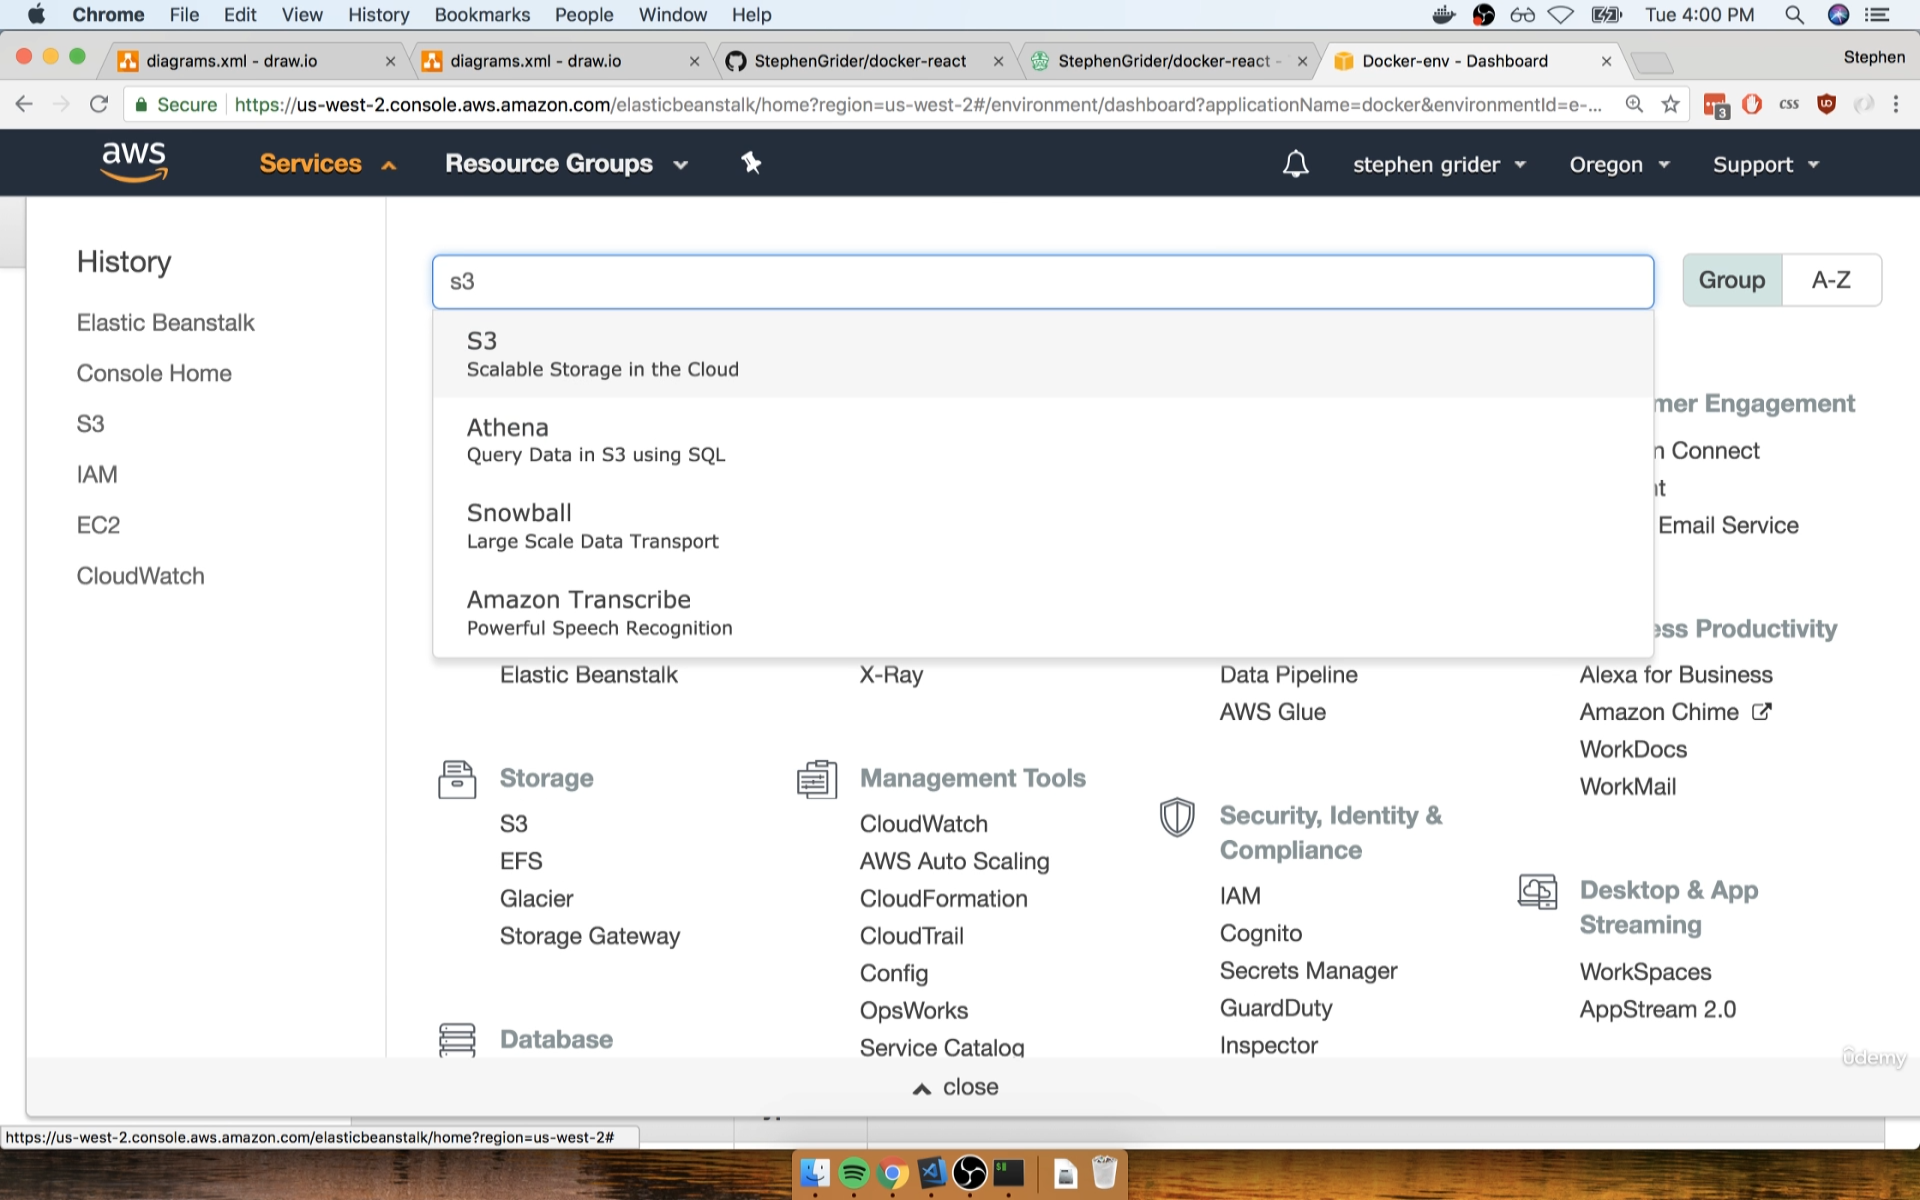 Chrome File Edit View History Bookmarks People Window Help Tue 4:00 PM
diagrams.xml - draw.io diagrams.xml - draw.io StephenGrider/docker-react StephenGrider/docker-react - Docker-env - Dashboard Stephen
Secure https://us-west-2.console.aws.amazon.com/elasticbeanstalk/home?region=us-west-2#/environment/dashboard?applicationName=docker&environmentId=e-... 3 CSS
aws Services Resource Groups stephen grider Oregon Support
History
Elastic Beanstalk
Console Home
S3
IAM
EC2
CloudWatch
s3
Group A-Z
S3
Scalable Storage in the Cloud
Athena
Query Data in S3 using SQL
Snowball
Large Scale Data Transport
Amazon Transcribe
Powerful Speech Recognition
mer Engagement
n Connect
nt
Email Service
ess Productivity
Alexa for Business
Amazon Chime
WorkDocs
WorkMail
Elastic Beanstalk
X-Ray
Data Pipeline
AWS Glue
Storage
S3
EFS
Glacier
Storage Gateway
Database
Management Tools
CloudWatch
AWS Auto Scaling
CloudFormation
CloudTrail
Config
OpsWorks
Service Catalog
Security, Identity &
Compliance
IAM
Cognito
Secrets Manager
GuardDuty
Inspector
Desktop & App
Streaming
WorkSpaces
AppStream 2.0
close
ûdemy
https://us-west-2.console.aws.amazon.com/elasticbeanstalk/home?region=us-west-2#